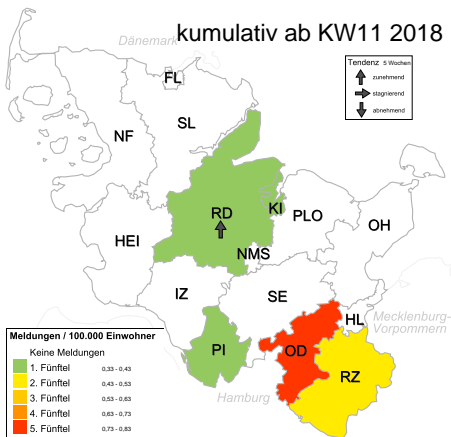 kumulativ ab KW11 2018
Dänemark
Tendenz 5 Wochen
zunehmend
stagnierend
abnehmend
FL
SL
NF
RD
KI
PLO
OH
HEI
NMS
IZ
SE
HL
Mecklenburg-
Vorpommern
PI
OD
RZ
Hamburg
Meldungen / 100.000 Einwohner
Keine Meldungen
1. Fünftel 0,33 - 0,43
2. Fünftel 0,43 - 0,53
3. Fünftel 0,53 - 0,63
4. Fünftel 0,63 - 0,73
5. Fünftel 0,73 - 0,83